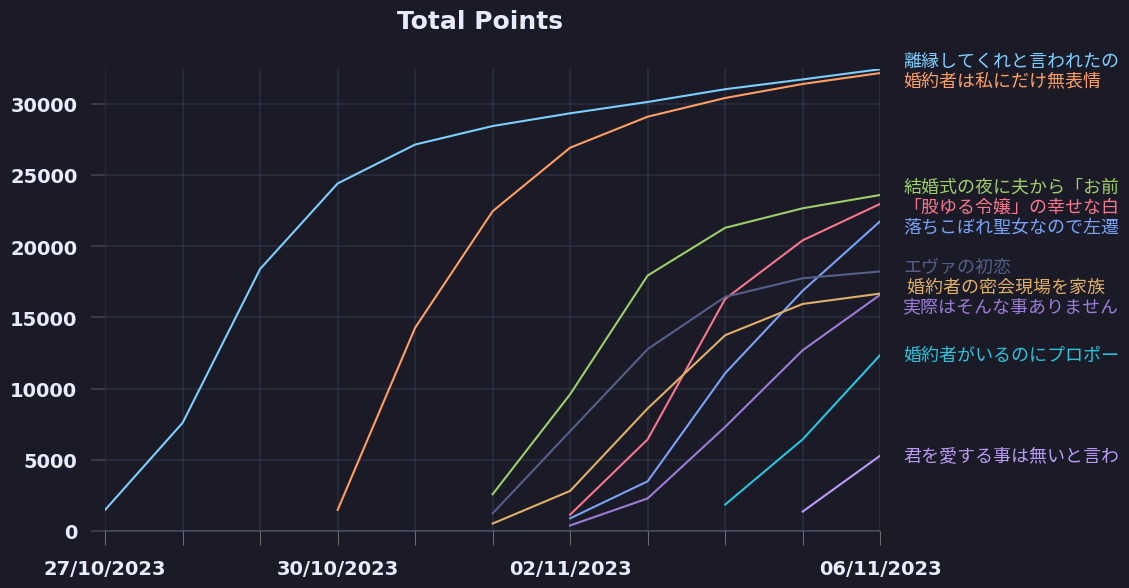 Total Points
30000
25000
20000
15000
10000
5000
0
27/10/2023
30/10/2023
02/11/2023
06/11/2023
離縁してくれと言われたの
婚約者は私にだけ無表情
結婚式の夜に夫から「お前
「股ゆる令嬢」の幸せな白
落ちこぼれ聖女なので左遷
エヴァの初恋
婚約者の密会現場を家族
実際はそんな事ありません
婚約者がいるのにプロポー
君を愛する事は無いと言わ